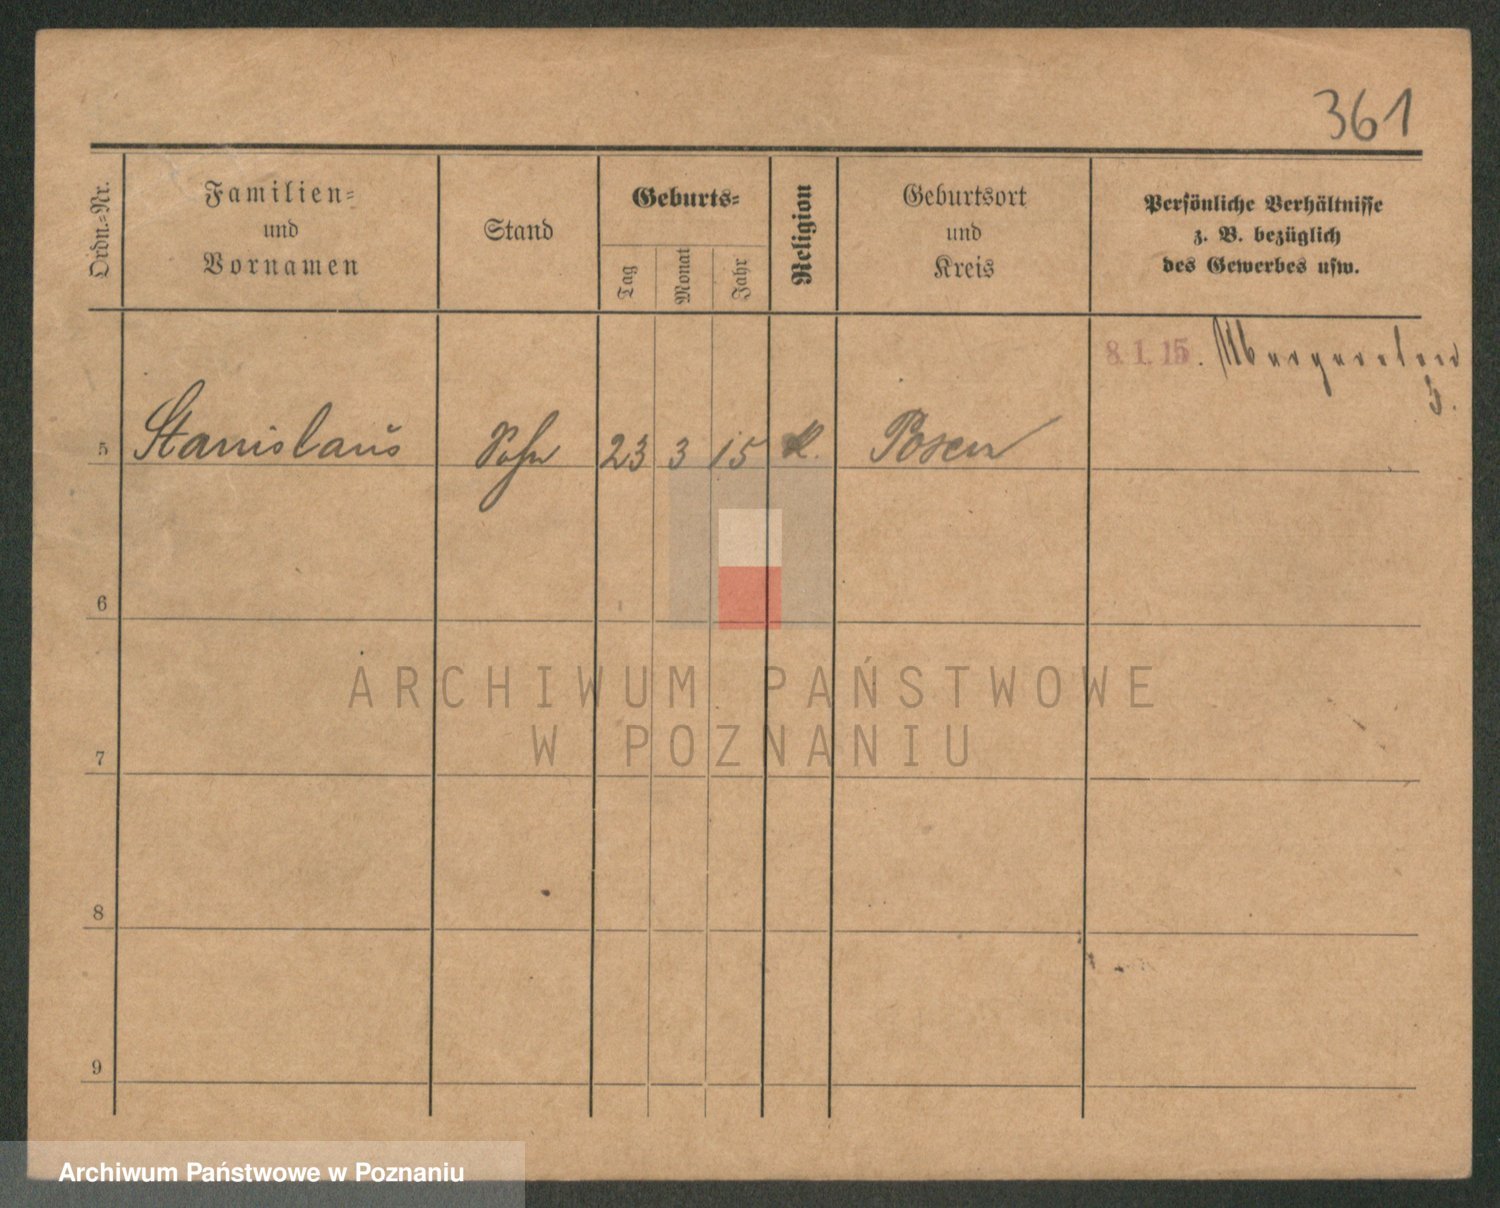 361
Ordn.=Nr.
Familien=
und
Vornamen
Stand
Geburts=
Tag
Monat
Jahr
Religion
Geburtsort
und
Kreis
Persönliche Verhältnisse
z. B. bezüglich
des Gewerbes usw.
8. 1. 15.
5 Stanislaus Sohn 23 3 15 K. Posen
6
7
8
9
ARCHIWUM PAŃSTWOWE
W POZNANIU
Archiwum Państwowe w Poznaniu